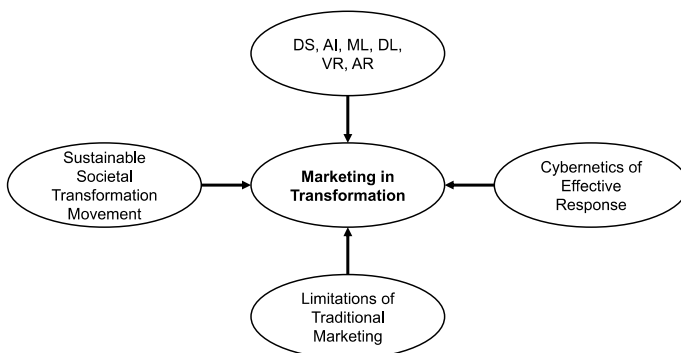 DS, AI, ML, DL,
VR, AR
Sustainable
Societal
Transformation
Movement
Marketing in
Transformation
Cybernetics of
Effective
Response
Limitations of
Traditional
Marketing